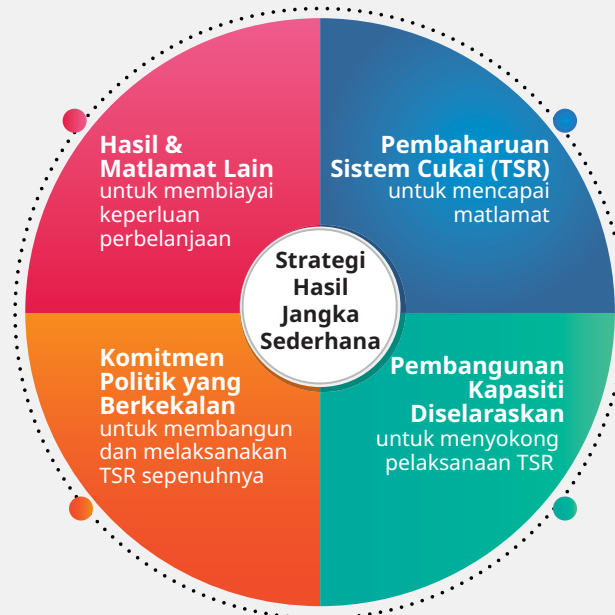 Hasil &
Matlamat Lain
untuk membiayai
keperluan
perbelanjaan
Pembaharuan
Sistem Cukai (TSR)
untuk mencapai
matlamat
Strategi
Hasil
Jangka
Sederhana
Komitmen
Politik yang
Berkekalan
untuk membangun
dan melaksanakan
TSR sepenuhnya
Pembangunan
Kapasiti
Diselaraskan
untuk menyokong
pelaksanaan TSR